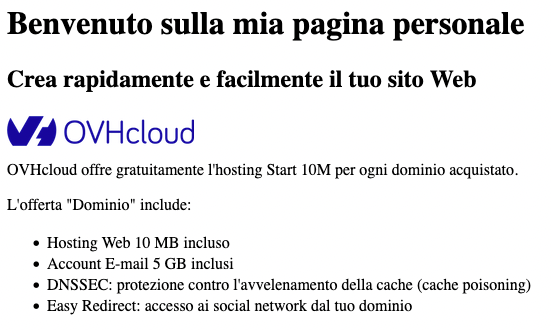 Benvenuto sulla mia pagina personale
Crea rapidamente e facilmente il tuo sito Web
OVHcloud
OVHcloud offre gratuitamente l'hosting Start 10M per ogni dominio acquistato.
L'offerta "Dominio" include:
• Hosting Web 10 MB incluso
• Account E-mail 5 GB inclusi
• DNSSEC: protezione contro l'avvelenamento della cache (cache poisoning)
• Easy Redirect: accesso ai social network dal tuo dominio